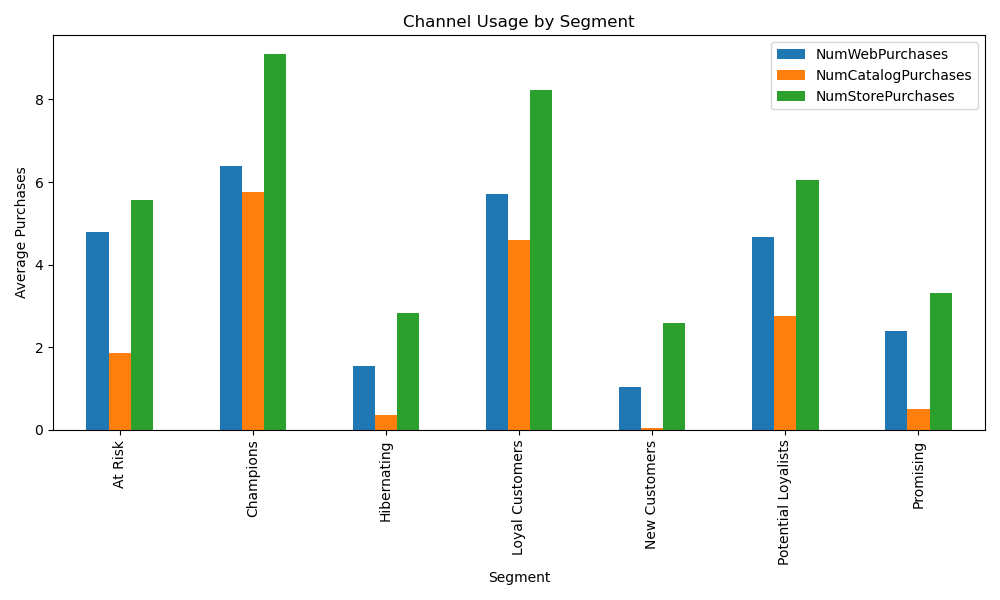 Channel Usage by Segment
NumWebPurchases
NumCatalogPurchases
NumStorePurchases
Average Purchases
8
6
4
2
0
At Risk
Champions
Hibernating
Loyal Customers
New Customers
Potential Loyalists
Promising
Segment